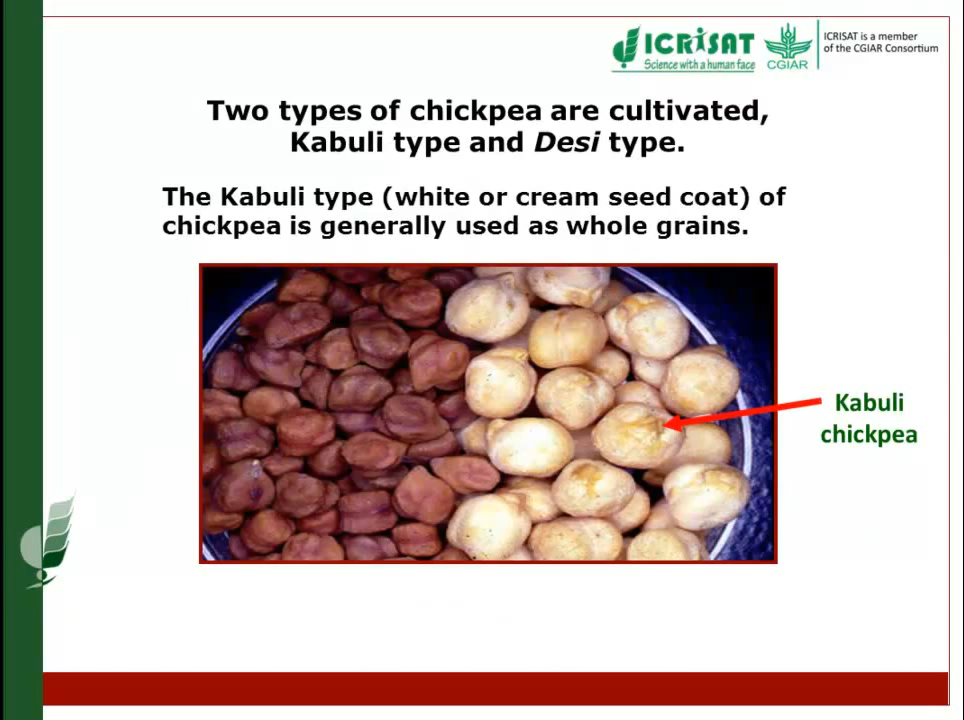 ICRISAT
Science with a human face
CGIAR
ICRISAT is a member
of the CGIAR Consortium
Two types of chickpea are cultivated,
Kabuli type and Desi type.
The Kabuli type (white or cream seed coat) of
chickpea is generally used as whole grains.
Kabuli
chickpea